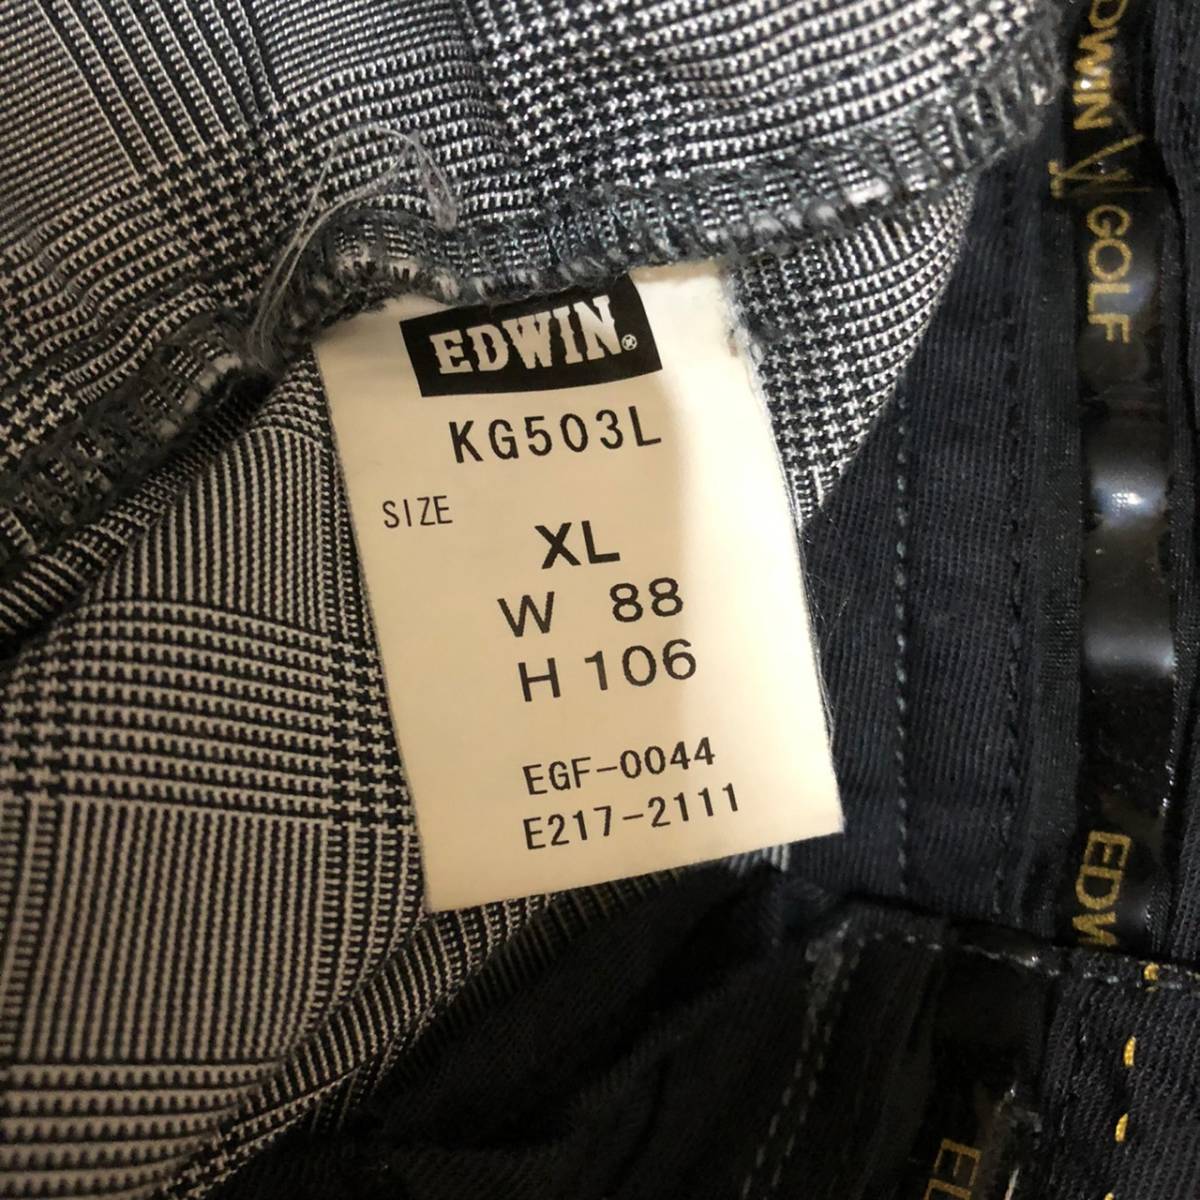 EDWIN®
KG503L
SIZE
XL
W 88
H 106
EGF-0044
E217-2111
EDWIN GOLF
EDW